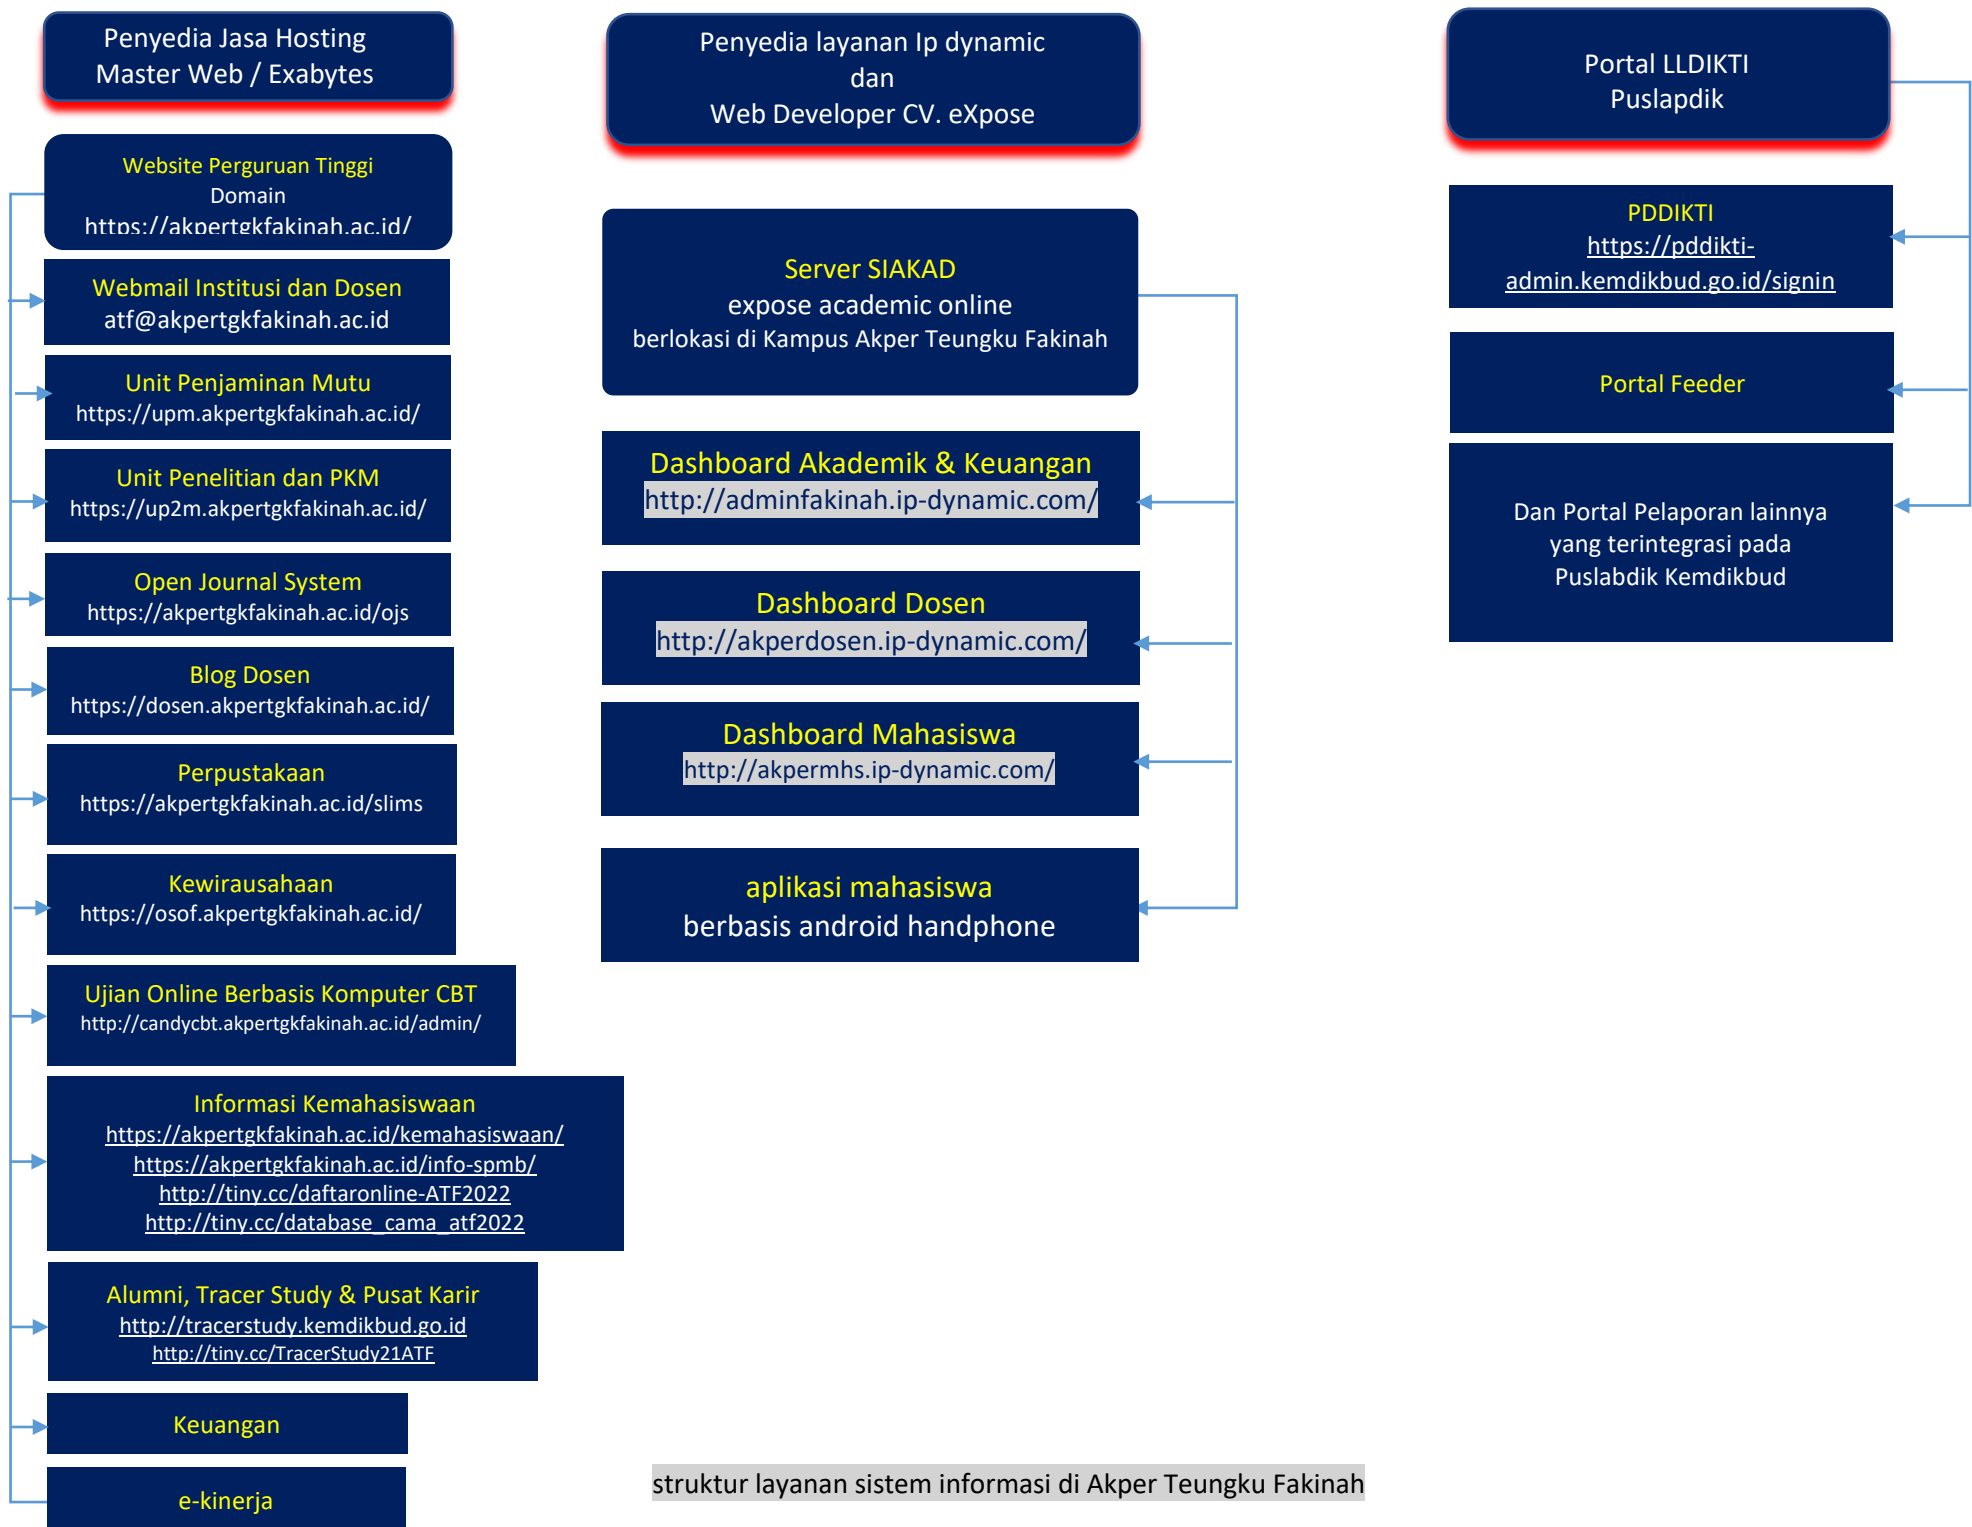 Penyedia Jasa Hosting
Master Web / Exabytes
Website Perguruan Tinggi
Domain
https://akpertgkfakinah.ac.id/
Webmail Institusi dan Dosen
atf@akpertgkfakinah.ac.id
Unit Penjaminan Mutu
https://upm.akpertgkfakinah.ac.id/
Unit Penelitian dan PKM
https://up2m.akpertgkfakinah.ac.id/
Open Journal System
https://akpertgkfakinah.ac.id/ojs
Blog Dosen
https://dosen.akpertgkfakinah.ac.id/
Perpustakaan
https://akpertgkfakinah.ac.id/slims
Kewirausahaan
https://osof.akpertgkfakinah.ac.id/
Ujian Online Berbasis Komputer CBT
http://candycbt.akpertgkfakinah.ac.id/admin/
Informasi Kemahasiswaan
https://akpertgkfakinah.ac.id/kemahasiswaan/
https://akpertgkfakinah.ac.id/info-spmb/
http://tiny.cc/daftaronline-ATF2022
http://tiny.cc/database_cama_atf2022
Alumni, Tracer Study & Pusat Karir
http://tracerstudy.kemdikbud.go.id
http://tiny.cc/TracerStudy21ATF
Keuangan
e-kinerja
Penyedia layanan Ip dynamic
dan
Web Developer CV. eXpose
Server SIAKAD
expose academic online
berlokasi di Kampus Akper Teungku Fakinah
Dashboard Akademik & Keuangan
http://adminfakinah.ip-dynamic.com/
Dashboard Dosen
http://akperdosen.ip-dynamic.com/
Dashboard Mahasiswa
http://akpermhs.ip-dynamic.com/
aplikasi mahasiswa
berbasis android handphone
Portal LLDIKTI
Puslapdik
PDDIKTI
https://pddikti-
admin.kemdikbud.go.id/signin
Portal Feeder
Dan Portal Pelaporan lainnya
yang terintegrasi pada
Puslabdik Kemdikbud
struktur layanan sistem informasi di Akper Teungku Fakinah